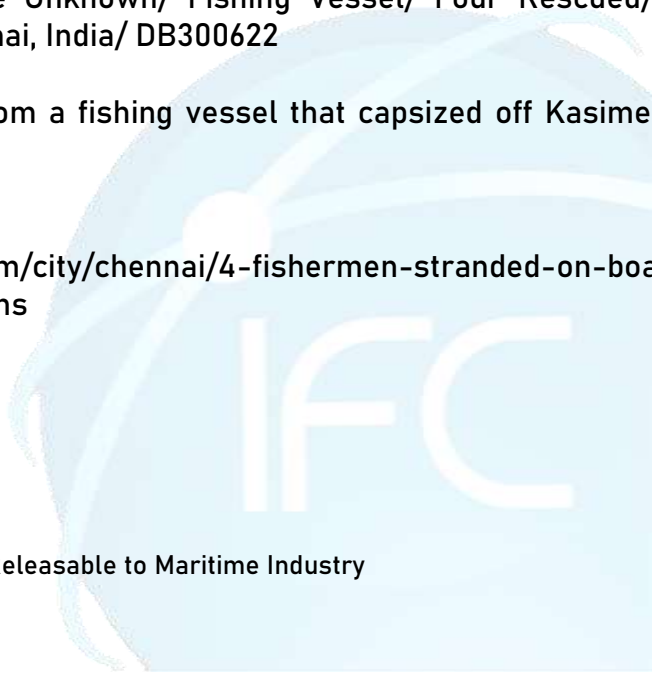 Unknown/ Fishing Vessel/ Four Rescued/
nai, India/ DB300622
om a fishing vessel that capsized off Kasime
m/city/chennai/4-fishermen-stranded-on-boa
ns
IFC
eleasable to Maritime Industry